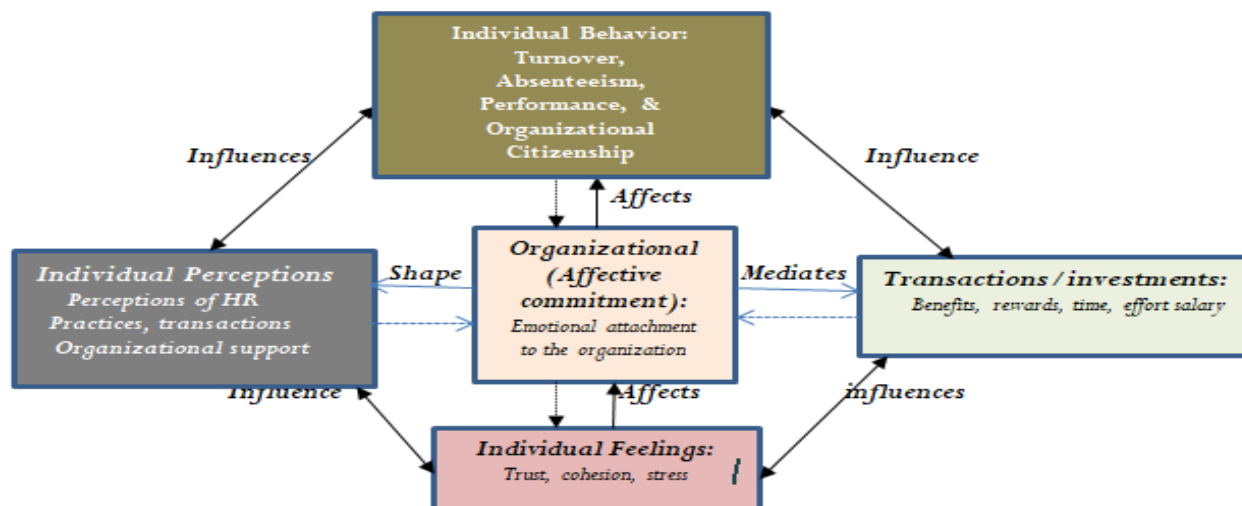 Individual Behavior:
Turnover,
Absenteeism,
Performance, &
Organizational
Citizenship
Influences
Influence
Affects
Individual Perceptions
Perceptions of HR
Practices, transactions
Organizational support
Shape
Organizational
(Affective
commitment):
Emotional attachment
to the organization
Mediates
Transactions / investments:
Benefits, rewards, time, effort salary
Influence
Affects
influences
Individual Feelings:
Trust, cohesion, stress